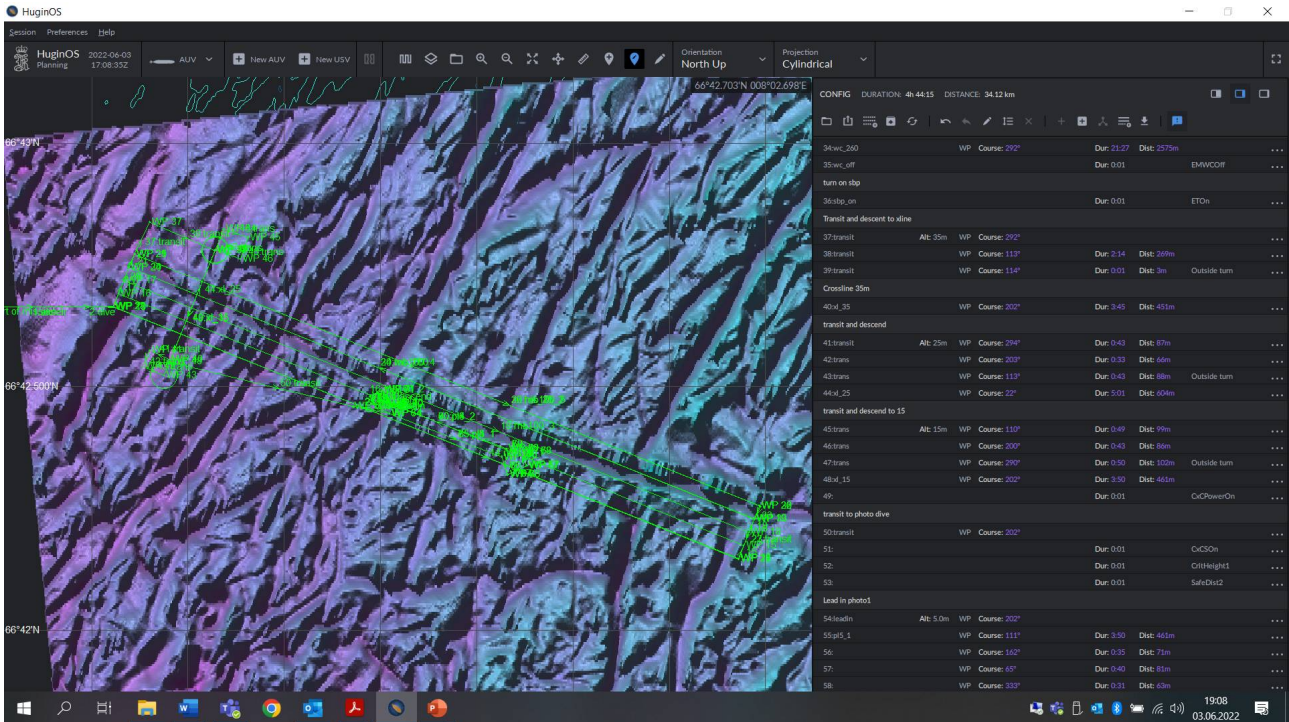 HuginOS
Session Preferences Help
HuginOS 2022-06-03
Planning 17:08:35Z
AUV
New AUV
New USV
Orientation
North Up
Projection
Cylindrical
66°42.703'N 008°02.698'E
66°43'N
66°42.500'N
66°42'N
WP 37
37 transit
WP 46
44 xl_25
50 transit
WP 43
WP 26
CONFIG DURATION: 4h 44:15 DISTANCE: 34.12 km
34:wc_260 WP Course: 292° Dur: 21:27 Dist: 2575m ...
35:wc_off Dur: 0:01 EMWCOff ...
turn on sbp
36:sbp_on Dur: 0:01 ETOn ...
Transit and descent to xline
37:transit Alt: 35m WP Course: 292° ...
38:transit WP Course: 113° Dur: 2:14 Dist: 269m ...
39:transit WP Course: 114° Dur: 0:01 Dist: 3m Outside turn ...
Crossline 35m
40:xl_35 WP Course: 202° Dur: 3:45 Dist: 451m ...
transit and descend
41:transit Alt: 25m WP Course: 294° Dur: 0:43 Dist: 87m ...
42:trans WP Course: 203° Dur: 0:33 Dist: 66m ...
43:trans WP Course: 113° Dur: 0:43 Dist: 88m Outside turn ...
44:xl_25 WP Course: 22° Dur: 5:01 Dist: 604m ...
transit and descend to 15
45:trans Alt: 15m WP Course: 110° Dur: 0:49 Dist: 99m ...
46:trans WP Course: 200° Dur: 0:43 Dist: 86m ...
47:trans WP Course: 290° Dur: 0:50 Dist: 102m Outside turn ...
48:xl_15 WP Course: 202° Dur: 3:50 Dist: 461m ...
49: Dur: 0:01 CxCPowerOn ...
transit to photo dive
50:transit WP Course: 202° ...
51: Dur: 0:01 CxCSOn ...
52: Dur: 0:01 CritHeight1 ...
53: Dur: 0:01 SafeDist2 ...
Lead in photo1
54:leadin Alt: 5.0m WP Course: 202° ...
55:pl5_1 WP Course: 111° Dur: 3:50 Dist: 461m ...
56: WP Course: 162° Dur: 0:35 Dist: 71m ...
57: WP Course: 65° Dur: 0:40 Dist: 81m ...
58: WP Course: 333° Dur: 0:31 Dist: 63m ...
19:08
03.06.2022